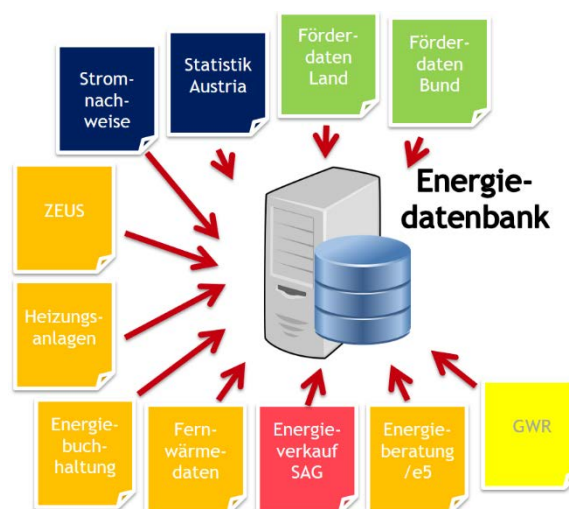 Strom-
nach-
weise
Statistik
Austria
Förder-
daten
Land
Förder-
daten
Bund
Energie-
datenbank
ZEUS
Heizungs-
anlagen
Energie-
buch-
haltung
Fern-
wärme-
daten
Energie-
verkauf
SAG
Energie-
beratung
/e5
GWR